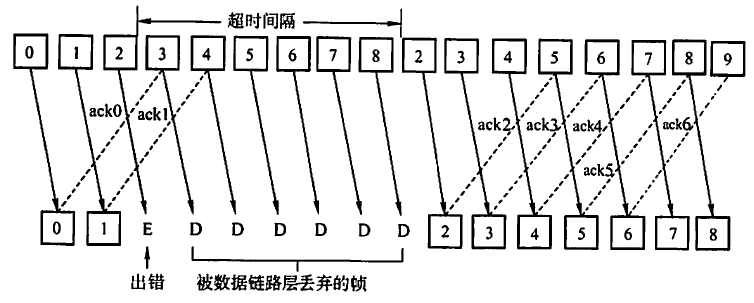 超时间隔
0 1 2 3 4 5 6 7 8 2 3 4 5 6 7 8 9
ack0 ack1 ack2 ack3 ack4 ack6
ack5
0 1 E D D D D D D 2 3 4 5 6 7 8
出错 被数据链路层丢弃的帧